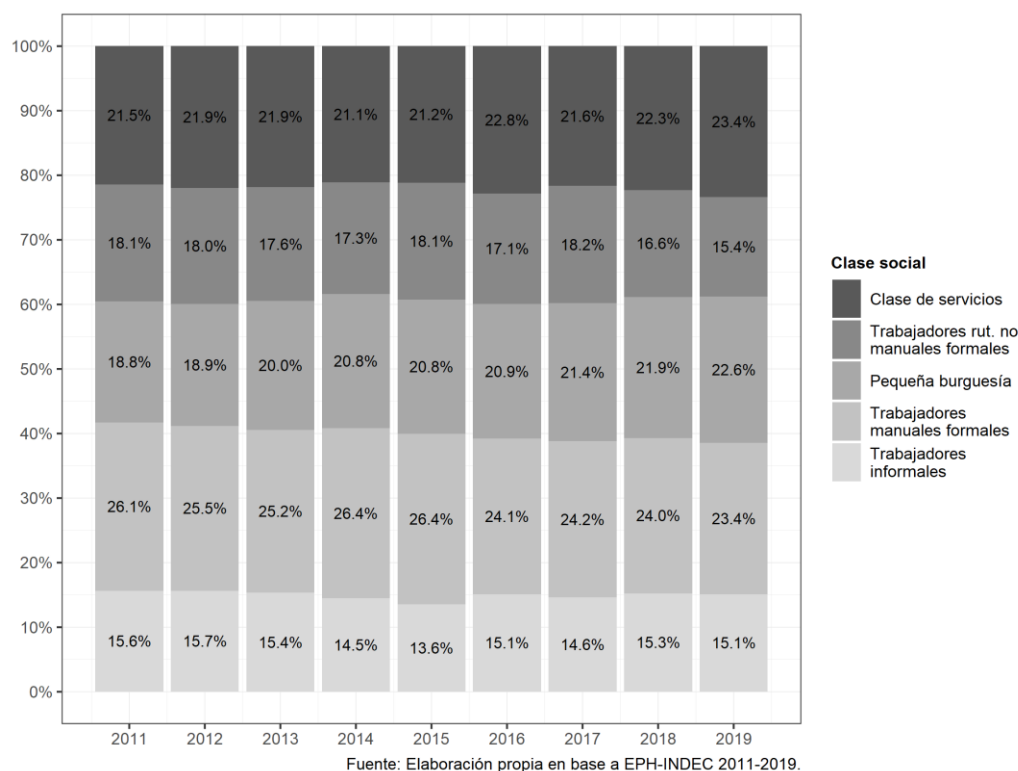 100%
90%
80%
70%
60%
50%
40%
30%
20%
10%
0%
21.5% 21.9% 21.9% 21.1% 21.2% 22.8% 21.6% 22.3% 23.4%
18.1% 18.0% 17.6% 17.3% 18.1% 17.1% 18.2% 16.6% 15.4%
18.8% 18.9% 20.0% 20.8% 20.8% 20.9% 21.4% 21.9% 22.6%
26.1% 25.5% 25.2% 26.4% 26.4% 24.1% 24.2% 24.0% 23.4%
15.6% 15.7% 15.4% 14.5% 13.6% 15.1% 14.6% 15.3% 15.1%
2011 2012 2013 2014 2015 2016 2017 2018 2019
Clase social
Clase de servicios
Trabajadores rut. no
manuales formales
Pequeña burguesía
Trabajadores
manuales formales
Trabajadores
informales
Fuente: Elaboración propia en base a EPH-INDEC 2011-2019.